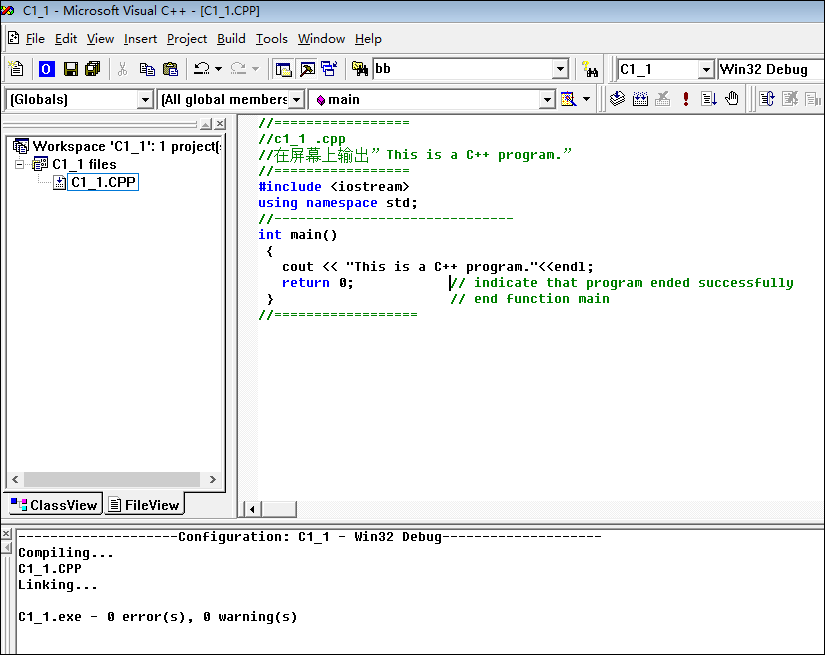 C1_1 - Microsoft Visual C++ - [C1_1.CPP]
File Edit View Insert Project Build Tools Window Help
bb C1_1 Win32 Debug
(Globals) (All global members main
Workspace 'C1_1': 1 project(s
C1_1 files
C1_1.CPP
ClassView FileView
//=================
//c1_1 .cpp
//在屏幕上输出” This is a C++ program.”
//=================
#include <iostream>
using namespace std;
//------------------------------
int main()
{
cout << "This is a C++ program."<<endl;
return 0; // indicate that program ended successfully
} // end function main
//==================
--------------------Configuration: C1_1 - Win32 Debug--------------------
Compiling...
C1_1.CPP
Linking...
C1_1.exe - 0 error(s), 0 warning(s)